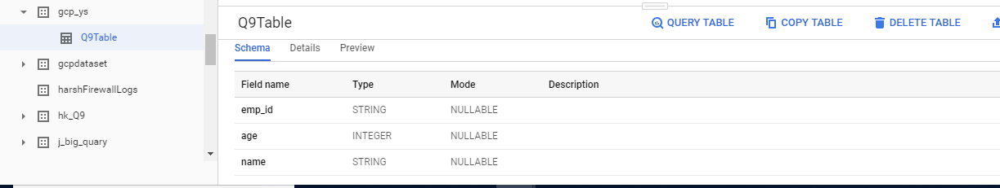 gcp_ys
Q9Table
gcpdataset
harshFirewallLogs
hk_Q9
j_big_quary
Q9Table
QUERY TABLE
COPY TABLE
DELETE TABLE
Schema Details Preview
Field name Type Mode Description
emp_id STRING NULLABLE
age INTEGER NULLABLE
name STRING NULLABLE